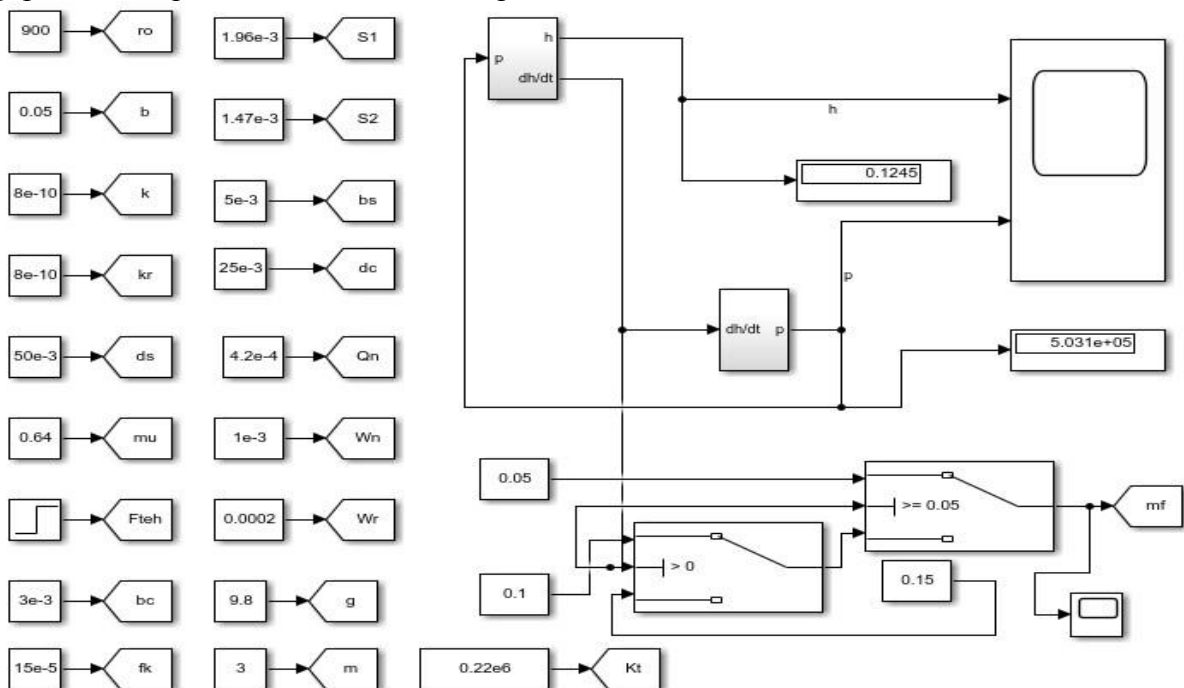 900 ro
1.96e-3 S1
0.05 b
1.47e-3 S2
8e-10 k
5e-3 bs
8e-10 kr
25e-3 dc
50e-3 ds
4.2e-4 Qn
0.64 mu
1e-3 Wn
Fteh
0.0002 Wr
3e-3 bc
9.8 g
15e-5 fk
3 m
0.22e6 Kt
h
p
dh/dt
h
0.1245
p
dh/dt p
5.031e+05
0.05
>= 0.05
mf
> 0
0.1
0.15